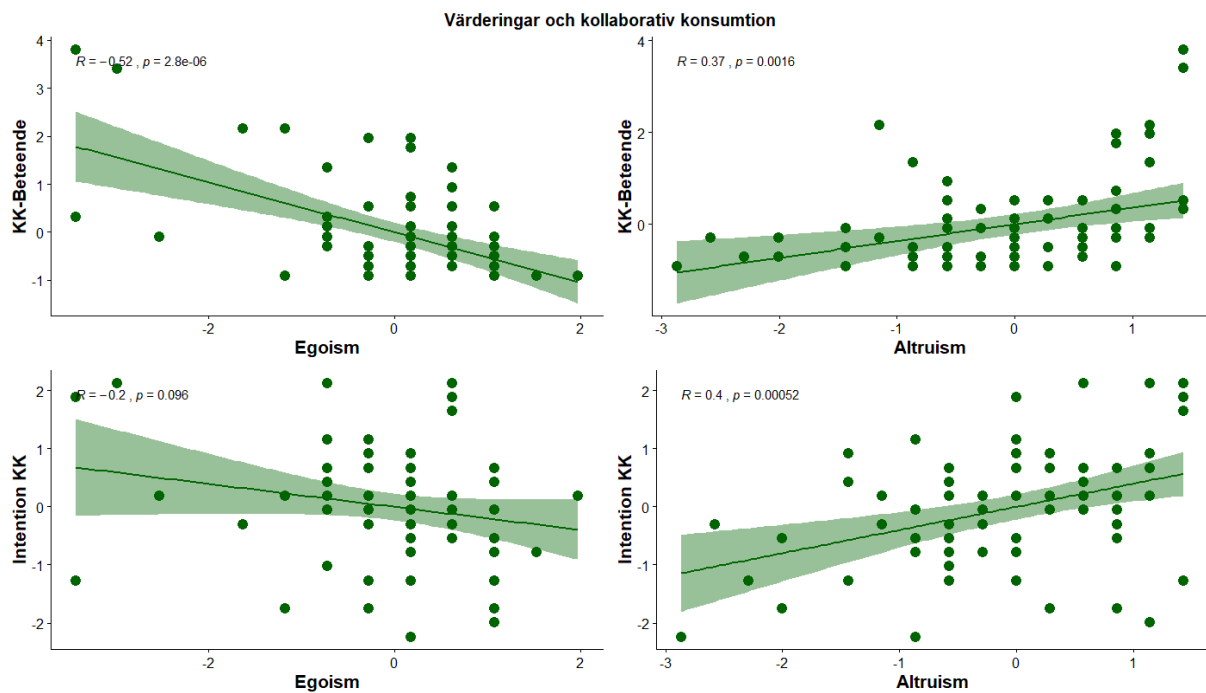 Värderingar och kollaborativ konsumtion
R = −0.52 , p = 2.8e-06
KK-Beteende
4
3
2
1
0
-1
-2
0
2
Egoism
R = 0.37 , p = 0.0016
KK-Beteende
4
2
0
-3
-2
-1
0
1
Altruism
R = −0.2 , p = 0.096
Intention KK
2
1
0
-1
-2
-2
0
2
Egoism
R = 0.4 , p = 0.00052
Intention KK
2
1
0
-1
-2
-3
-2
-1
0
1
Altruism